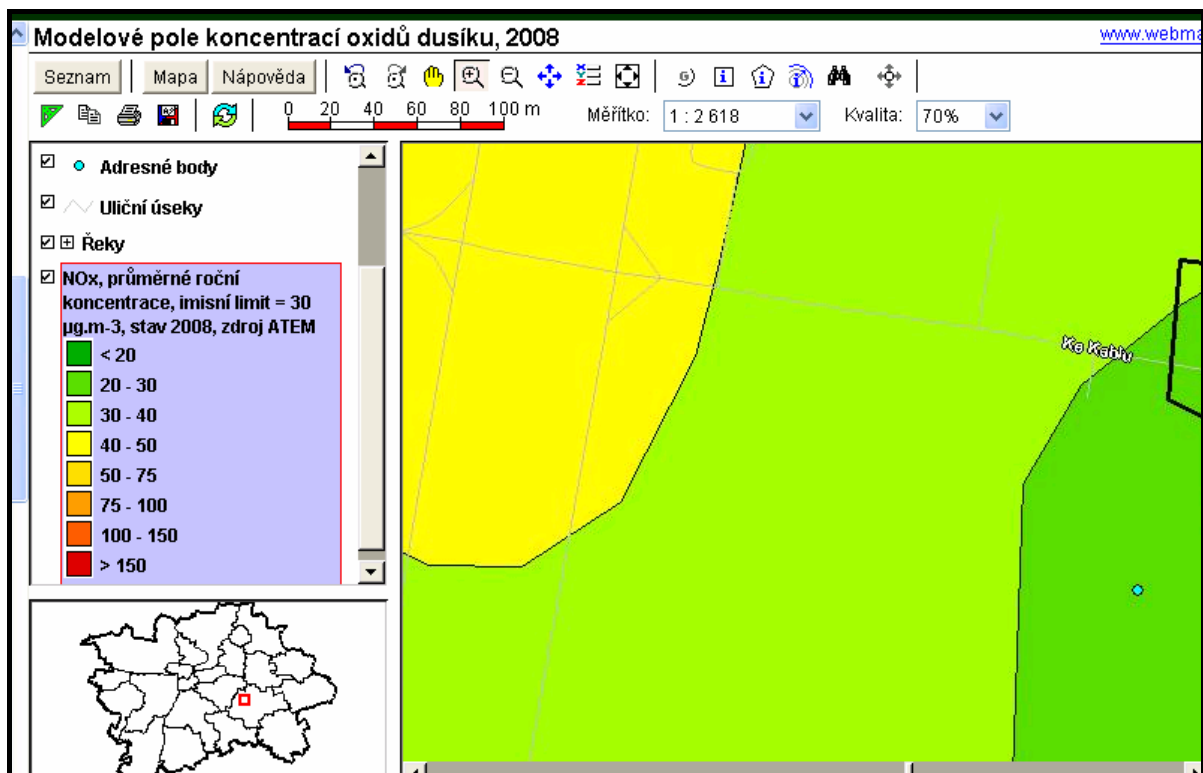 Modelové pole koncentrací oxidů dusíku, 2008
www.webma
Seznam Mapa Nápověda
0 20 40 60 80 100 m Měřítko: 1 : 2 618 Kvalita: 70%
Adresné body
Uliční úseky
Řeky
NOx, průměrné roční
koncentrace, imisní limit = 30
µg.m-3, stav 2008, zdroj ATEM
< 20
20 - 30
30 - 40
40 - 50
50 - 75
75 - 100
100 - 150
> 150
Ke Kablu